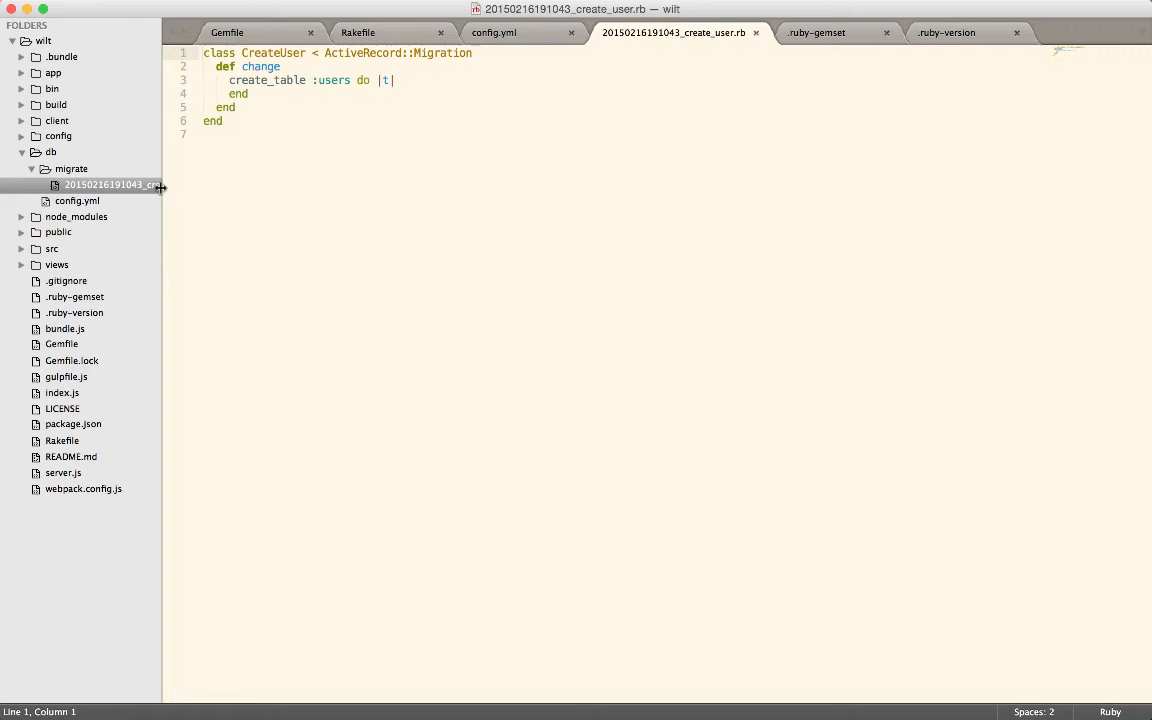 20150216191043_create_user.rb — wilt
FOLDERS
wilt
.bundle
app
bin
build
client
config
db
migrate
20150216191043_cre
config.yml
node_modules
public
src
views
.gitignore
.ruby-gemset
.ruby-version
bundle.js
Gemfile
Gemfile.lock
gulpfile.js
index.js
LICENSE
package.json
Rakefile
README.md
server.js
webpack.config.js
Gemfile
Rakefile
config.yml
20150216191043_create_user.rb
.ruby-gemset
.ruby-version
1 class CreateUser < ActiveRecord::Migration
2 def change
3 create_table :users do |t|
4 end
5 end
6 end
7
Line 1, Column 1
Spaces: 2
Ruby